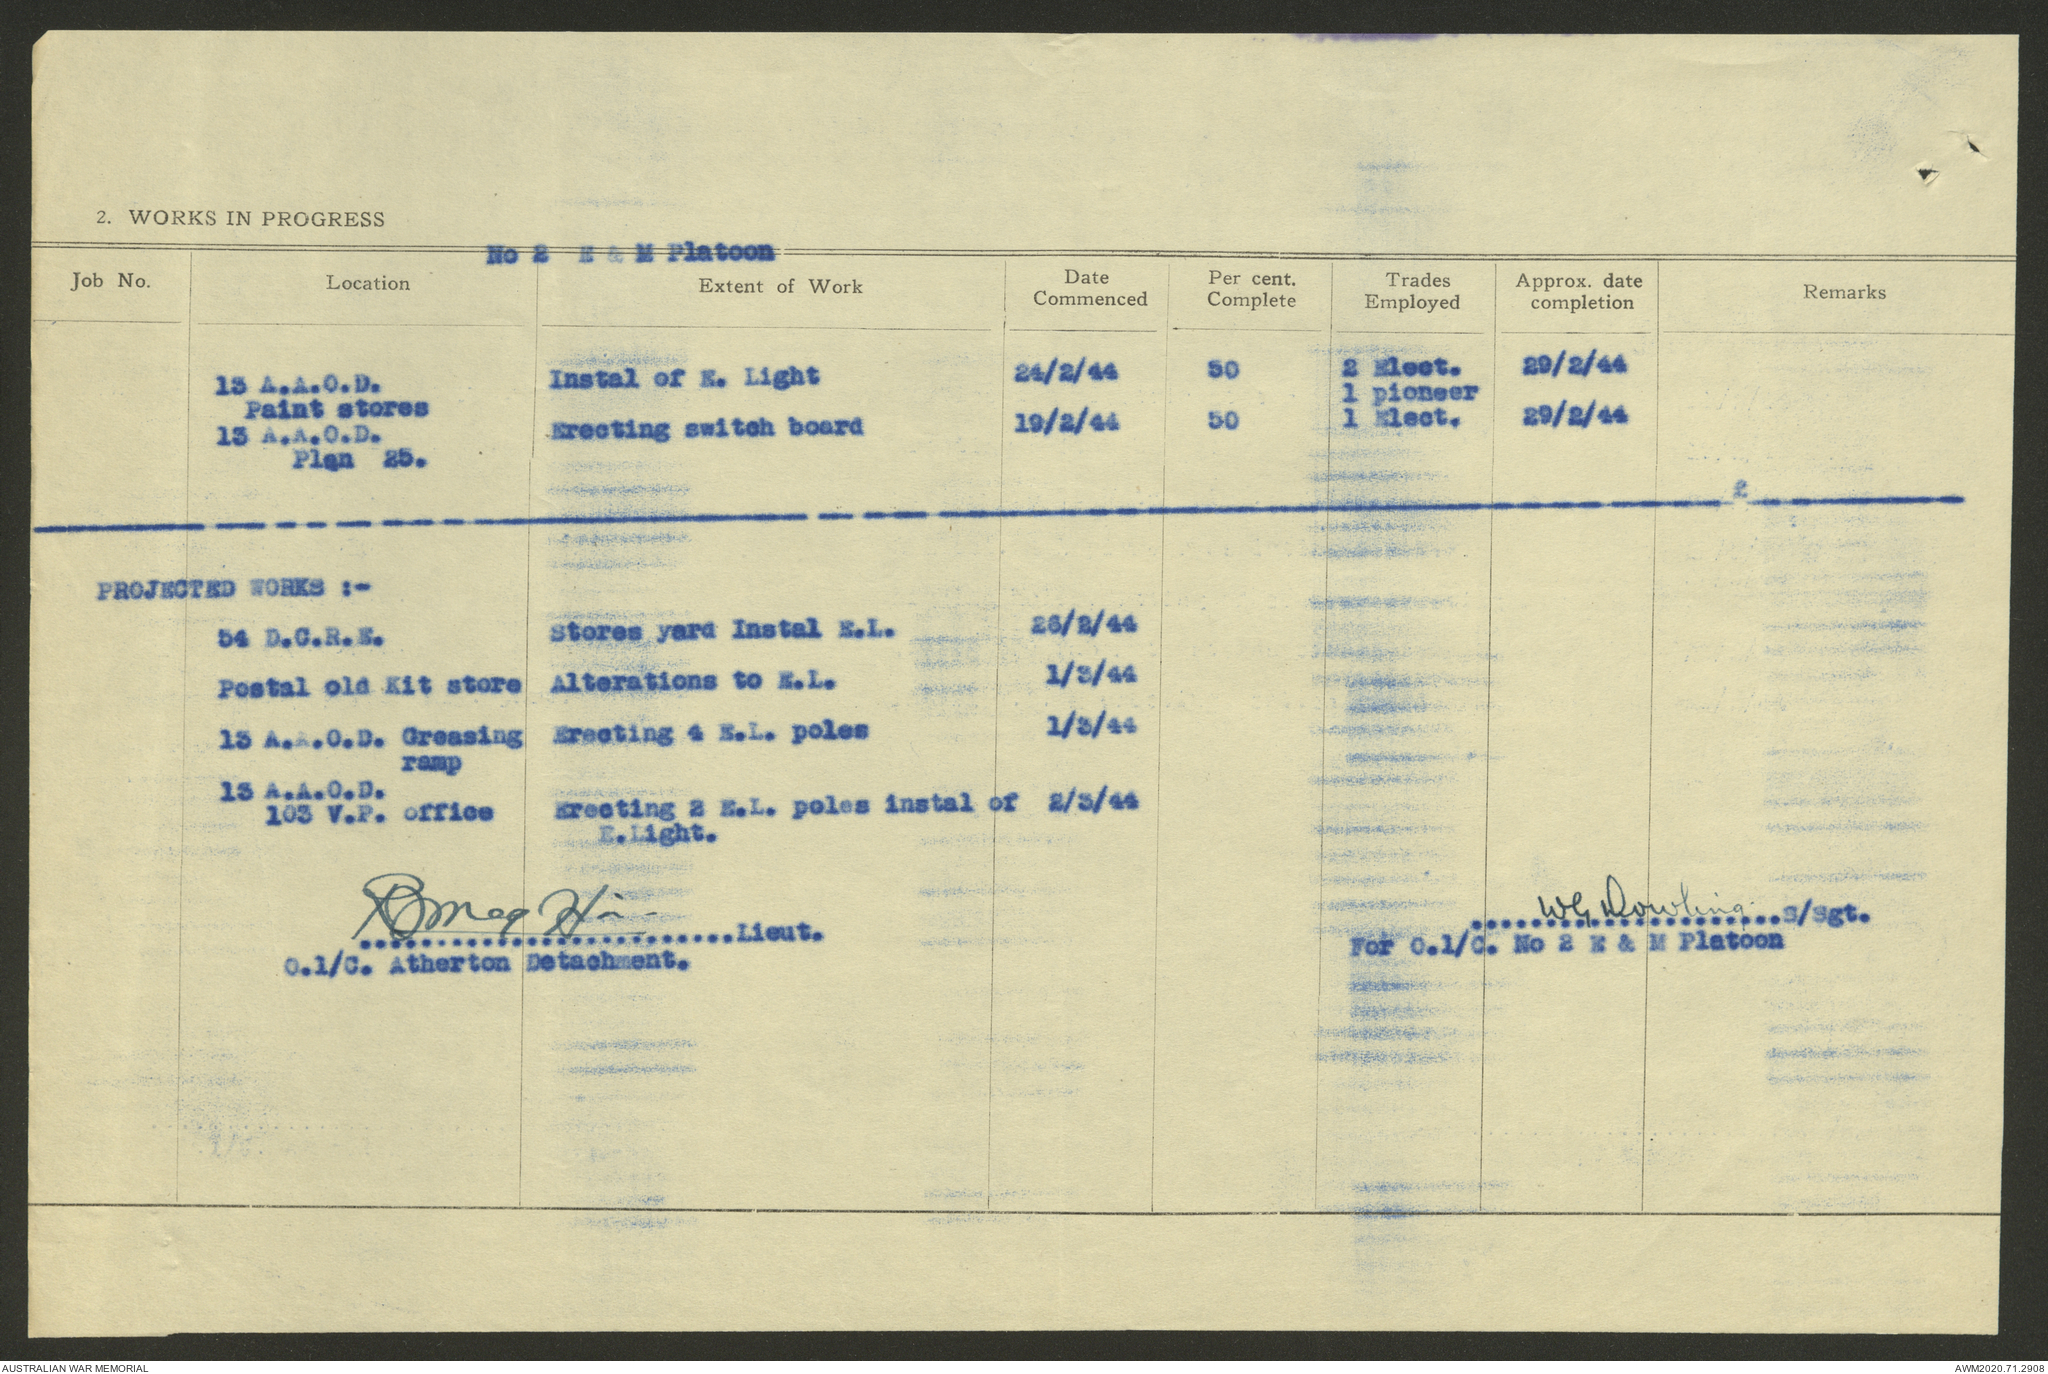 2. WORKS IN PROGRESS
No 2 E & M Platoon
Job No. Location Extent of Work Date Commenced Per cent. Complete Trades Employed Approx. date completion Remarks
13 A.A.O.D. Instal of E. Light 24/2/44 50 2 Elect. 29/2/44
Paint stores 1 pioneer
13 A.A.O.D. Erecting switch board 19/2/44 50 1 Elect. 29/2/44
Plan 25.
2
PROJECTED WORKS :-
54 D.C.R.E. Stores yard Instal E.L. 26/2/44
Postal old Kit store Alterations to E.L. 1/3/44
13 A.A.O.D. Greasing Erecting 4 E.L. poles 1/3/44
ramp
13 A.A.O.D.
103 V.P. office Erecting 2 E.L. poles instal of 2/3/44
E.Light.
WG Dowling S/Sgt.
Lieut.
For O.1/C. No 2 E & M Platoon
O.1/C. Atherton Detachment.
AUSTRALIAN WAR MEMORIAL
AWM2020.71.2908